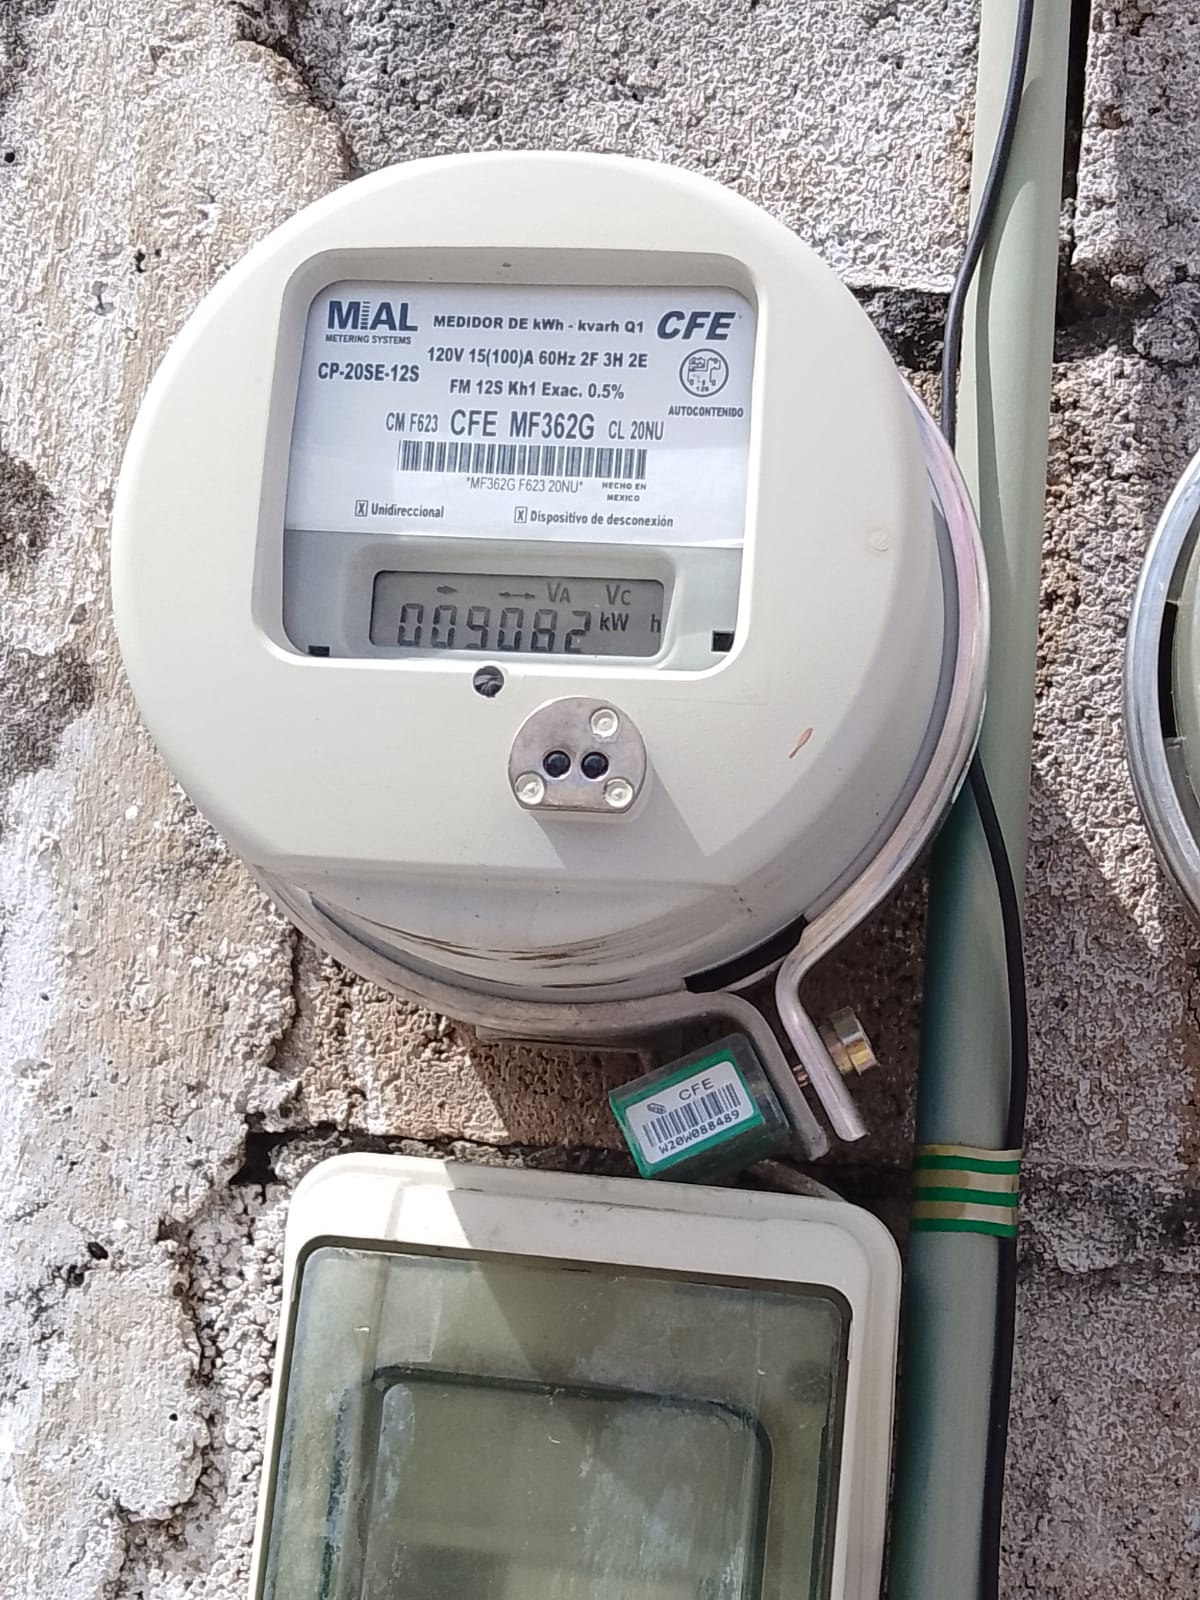 MIAL
METERING SYSTEMS
MEDIDOR DE kWh - kvarh Q1
CFE
CP-20SE-12S
120V 15(100)A 60Hz 2F 3H 2E
FM 12S Kh1 Exac. 0.5%
12S
AUTOCONTENIDO
CM F623 CFE MF362G CL 20NU
*MF362G F623 20NU*
HECHO EN
MEXICO
X Unidireccional
X Dispositivo de desconexión
VA VC
009082 kW h
CFE
W20W088489